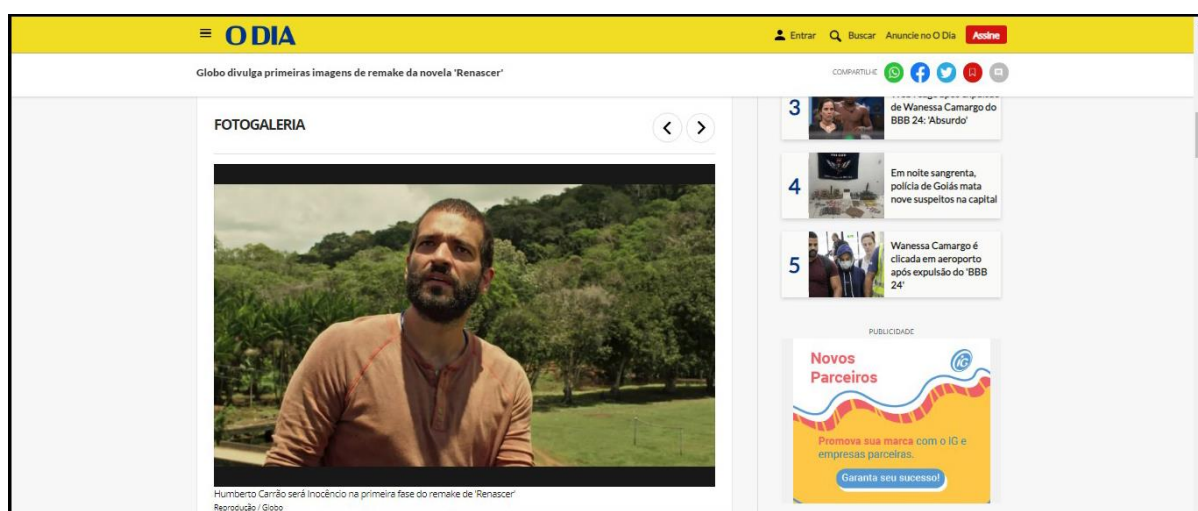 O DIA
Entrar
Buscar
Anuncie no O Dia
Assine
Globo divulga primeiras imagens de remake da novela 'Renascer'
COMPARTILHE
FOTOGALERIA
Humberto Carrão será Inocêncio na primeira fase do remake de 'Renascer'
Reprodução / Globo
3
de Wanessa Camargo do
BBB 24: 'Absurdo'
4
Em noite sangrenta,
polícia de Goiás mata
nove suspeitos na capital
5
Wanessa Camargo é
clicada em aeroporto
após expulsão do 'BBB
24'
PUBLICIDADE
Novos
Parceiros
iG
Promova sua marca com o IG e
empresas parceiras.
Garanta seu sucesso!